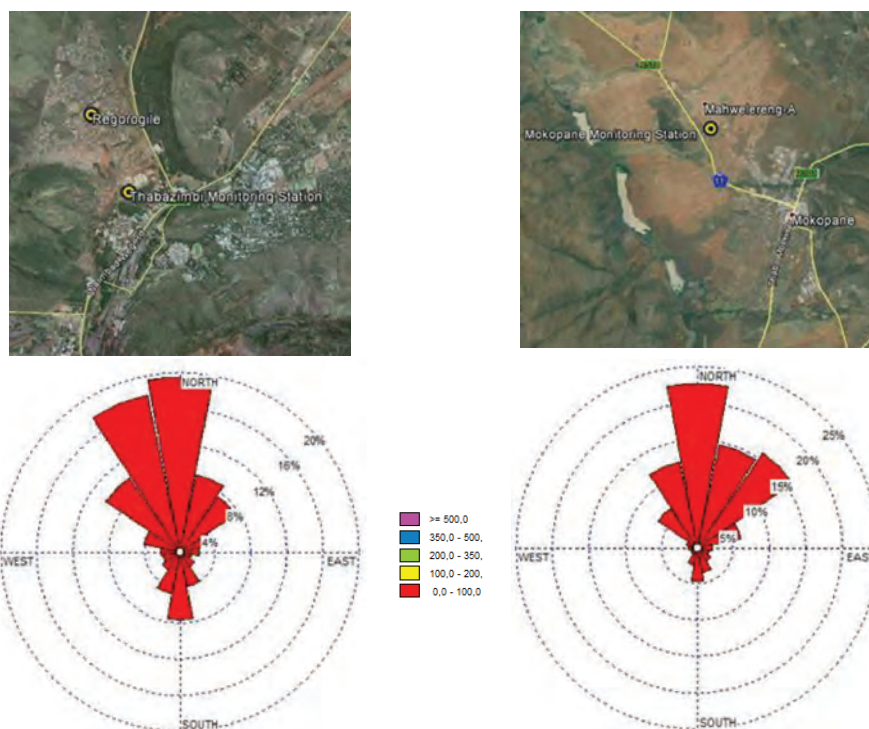 Regorogile
Thabazimbi Monitoring Station
Mahwelereng-A
Mokopane Monitoring Station
11
Mokopane
NORTH
20%
16%
12%
8%
4%
WEST
EAST
SOUTH
>= 500,0
350,0 - 500,
200,0 - 350,
100,0 - 200,
0,0 - 100,0
NORTH
25%
20%
15%
10%
5%
WEST
EAST
SOUTH